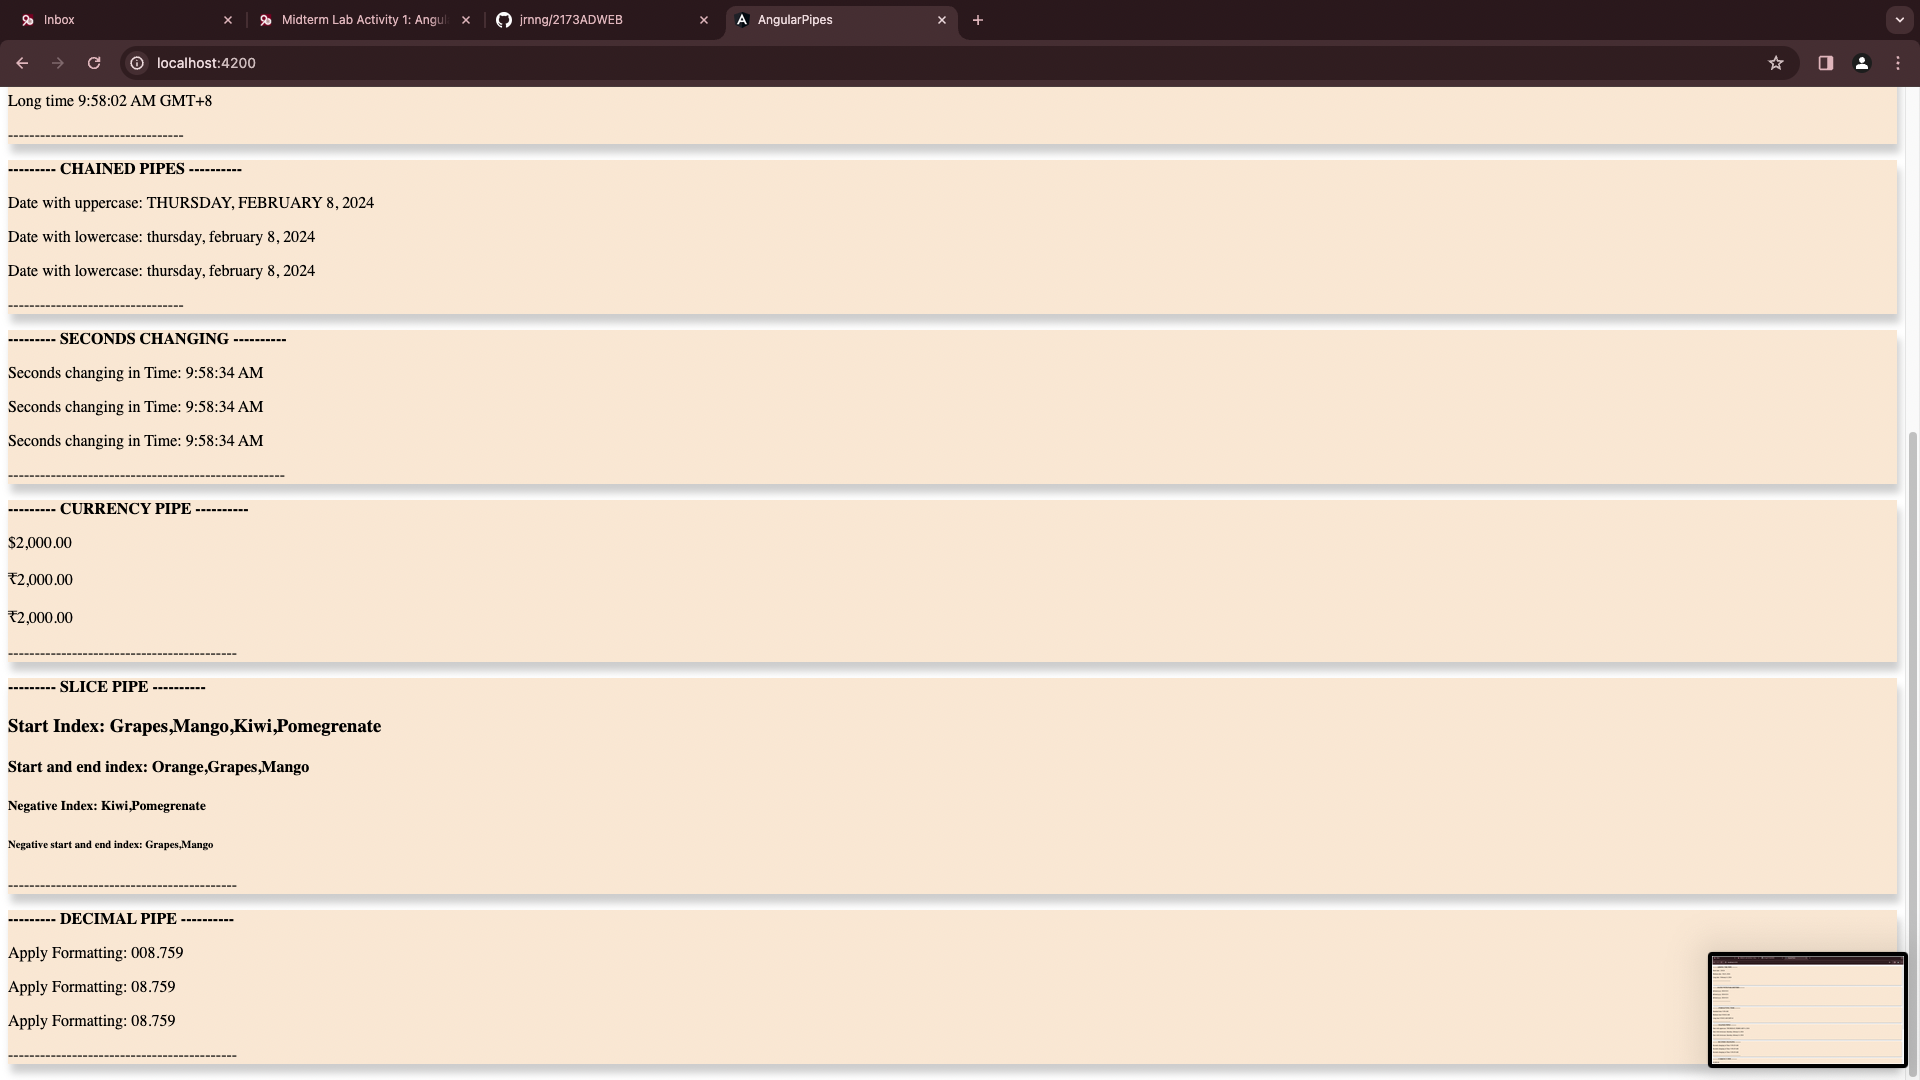 Inbox
Midterm Lab Activity 1: Angul
jrnng/2173ADWEB
AngularPipes
localhost:4200
Long time 9:58:02 AM GMT+8
---------------------------------
--------- CHAINED PIPES ----------
Date with uppercase: THURSDAY, FEBRUARY 8, 2024
Date with lowercase: thursday, february 8, 2024
Date with lowercase: thursday, february 8, 2024
---------------------------------
--------- SECONDS CHANGING ----------
Seconds changing in Time: 9:58:34 AM
Seconds changing in Time: 9:58:34 AM
Seconds changing in Time: 9:58:34 AM
----------------------------------------------------
--------- CURRENCY PIPE ----------
$2,000.00
₹2,000.00
₹2,000.00
-------------------------------------------
--------- SLICE PIPE ----------
Start Index: Grapes,Mango,Kiwi,Pomegrenate
Start and end index: Orange,Grapes,Mango
Negative Index: Kiwi,Pomegrenate
Negative start and end index: Grapes,Mango
-------------------------------------------
--------- DECIMAL PIPE ----------
Apply Formatting: 008.759
Apply Formatting: 08.759
Apply Formatting: 08.759
-------------------------------------------